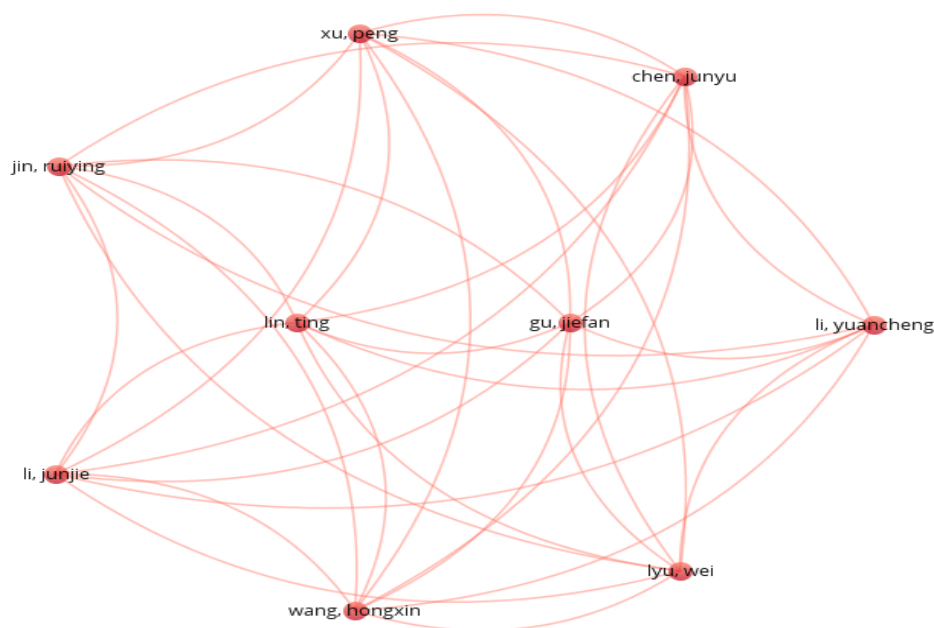 xu, peng
chen, junyu
jin, ruiying
lin, ting
gu, jiefan
li, yuancheng
li, junjie
lyu, wei
wang, hongxin